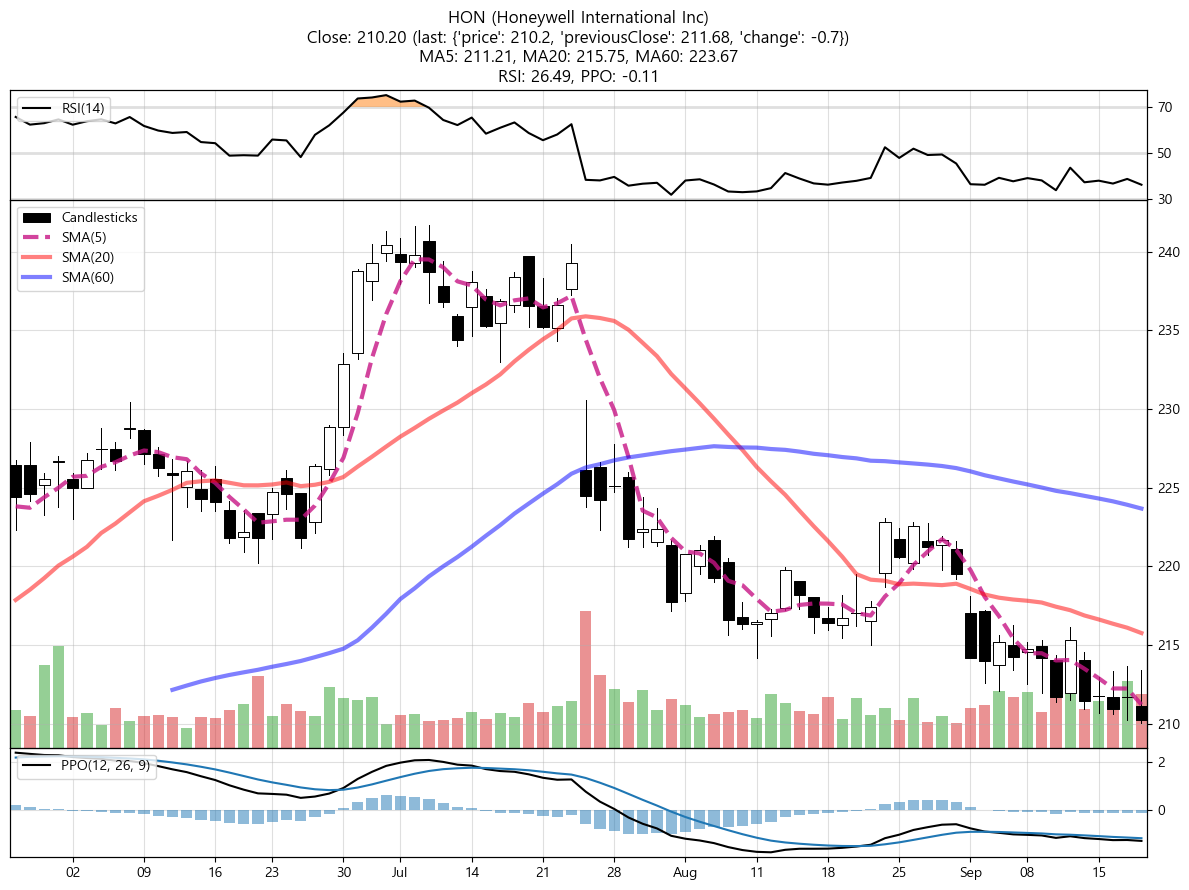 HON (Honeywell International Inc)
Close: 210.20 (last: {'price': 210.2, 'previousClose': 211.68, 'change': -0.7})
MA5: 211.21, MA20: 215.75, MA60: 223.67
RSI: 26.49, PPO: -0.11
RSI(14)
70
50
30
Candlesticks
SMA(5)
SMA(20)
SMA(60)
240
235
230
225
220
215
210
PPO(12, 26, 9)
2
0
02 09 16 23 30 Jul 14 21 28 Aug 11 18 25 Sep 08 15